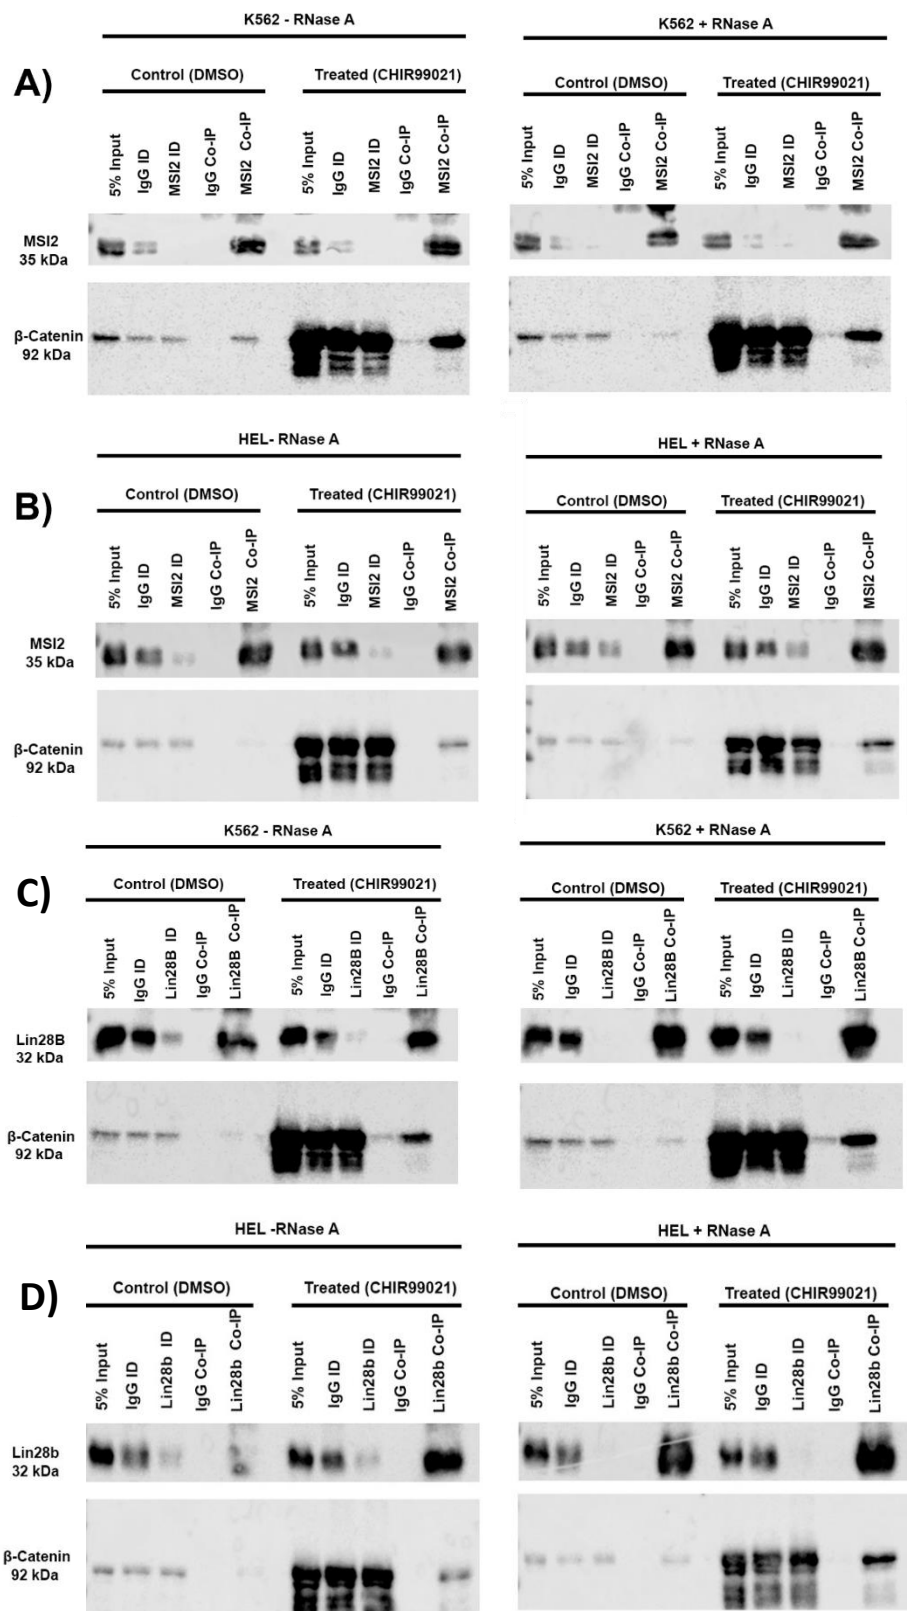 K562 - RNase A
K562 + RNase A
A)
Control (DMSO)
Treated (CHIR99021)
Control (DMSO)
Treated (CHIR99021)
5% Input
IgG ID
MSI2 ID
IgG Co-IP
MSI2 Co-IP
5% Input
IgG ID
MSI2 ID
IgG Co-IP
MSI2 Co-IP
5% Input
IgG ID
MSI2 ID
IgG Co-IP
MSI2 Co-IP
5% Input
IgG ID
MSI2 ID
IgG Co-IP
MSI2 Co-IP
MSI2
35 kDa
β-Catenin
92 kDa
HEL- RNase A
HEL + RNase A
B)
Control (DMSO)
Treated (CHIR99021)
Control (DMSO)
Treated (CHIR99021)
5% Input
IgG ID
MSI2 ID
IgG Co-IP
MSI2 Co-IP
5% Input
IgG ID
MSI2 ID
IgG Co-IP
MSI2 Co-IP
5% Input
IgG ID
MSI2 ID
IgG Co-IP
MSI2 Co-IP
5% Input
IgG ID
MSI2 ID
IgG Co-IP
MSI2 Co-IP
MSI2
35 kDa
β-Catenin
92 kDa
K562 - RNase A
K562 + RNase A
C)
Control (DMSO)
Treated (CHIR99021)
Control (DMSO)
Treated (CHIR99021)
5% Input
IgG ID
Lin28B ID
IgG Co-IP
Lin28B Co-IP
5% Input
IgG ID
Lin28B ID
IgG Co-IP
Lin28B Co-IP
5% Input
IgG ID
Lin28B ID
IgG Co-IP
Lin28B Co-IP
5% Input
IgG ID
Lin28B ID
IgG Co-IP
Lin28B Co-IP
Lin28B
32 kDa
β-Catenin
92 kDa
HEL -RNase A
HEL + RNase A
D)
Control (DMSO)
Treated (CHIR99021)
Control (DMSO)
Treated (CHIR99021)
5% Input
IgG ID
Lin28b ID
IgG Co-IP
Lin28b Co-IP
5% Input
IgG ID
Lin28b ID
IgG Co-IP
Lin28b Co-IP
5% Input
IgG ID
Lin28b ID
IgG Co-IP
Lin28b Co-IP
5% Input
IgG ID
Lin28b ID
IgG Co-IP
Lin28b Co-IP
Lin28b
32 kDa
β-Catenin
92 kDa